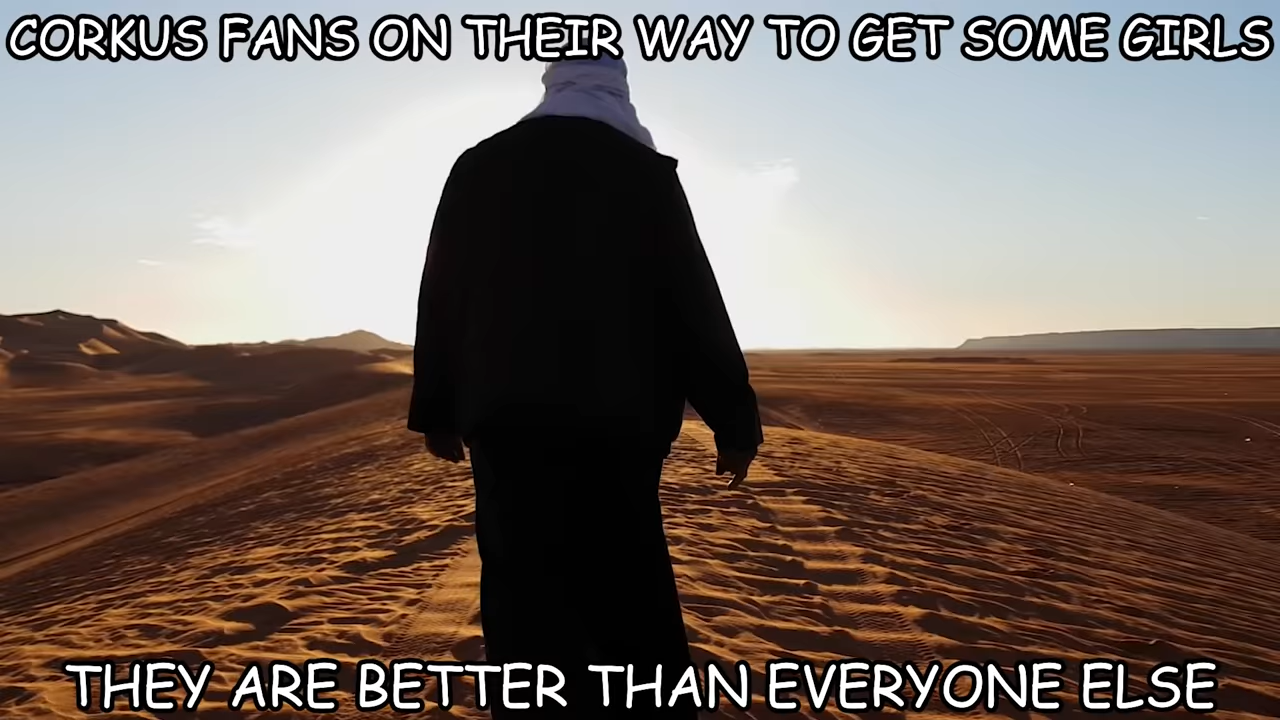 CORKUS FANS ON THEIR WAY TO GET SOME GIRLS
THEY ARE BETTER THAN EVERYONE ELSE